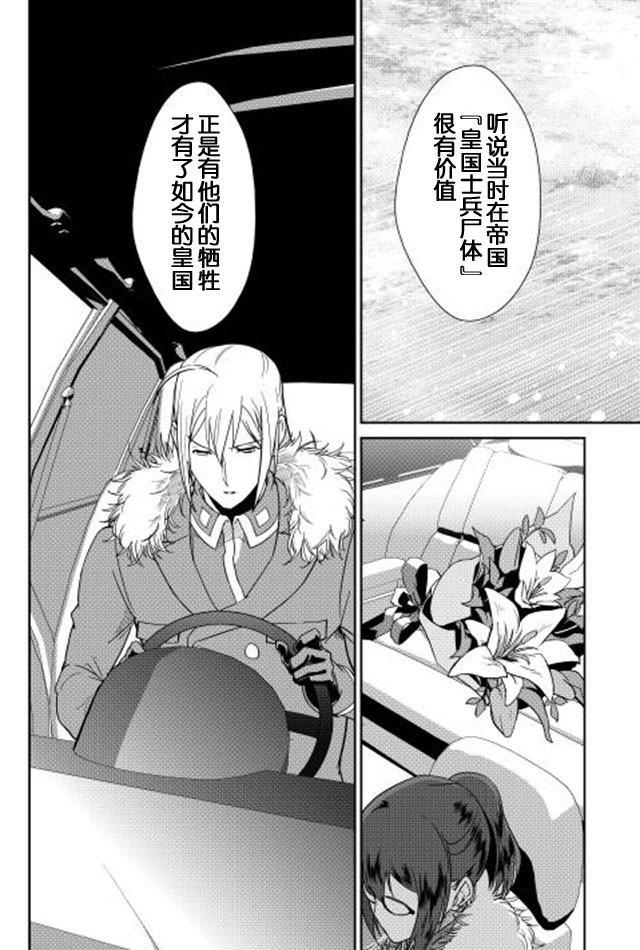 听说当时在帝国
『皇国士兵尸体』
很有价值
正是有他们的牺牲
才有了如今的皇国